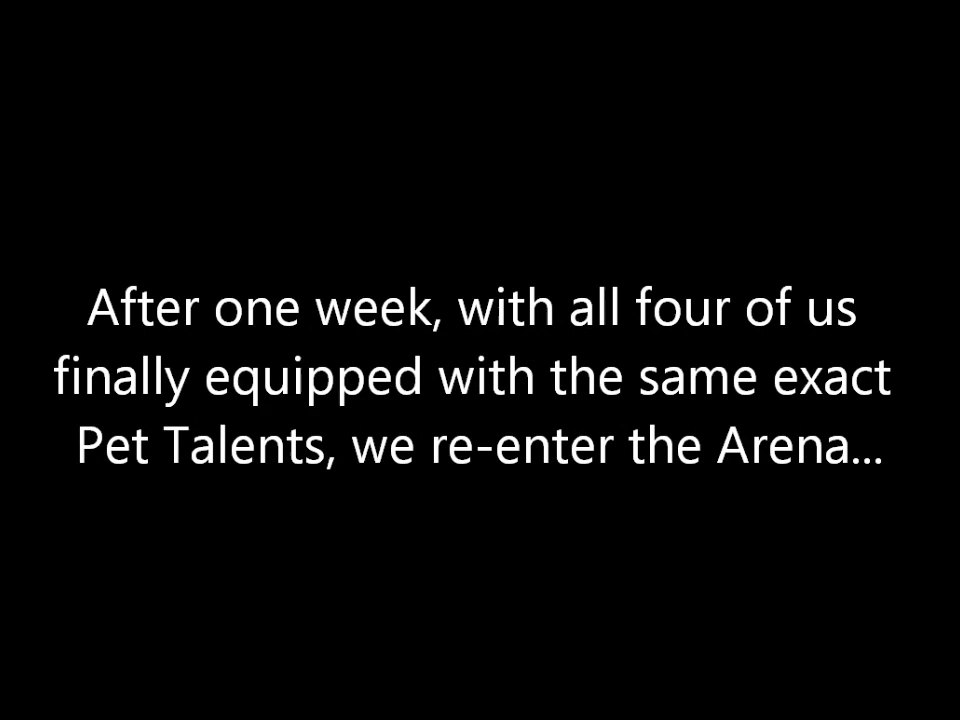 After one week, with all four of us
finally equipped with the same exact
Pet Talents, we re-enter the Arena...